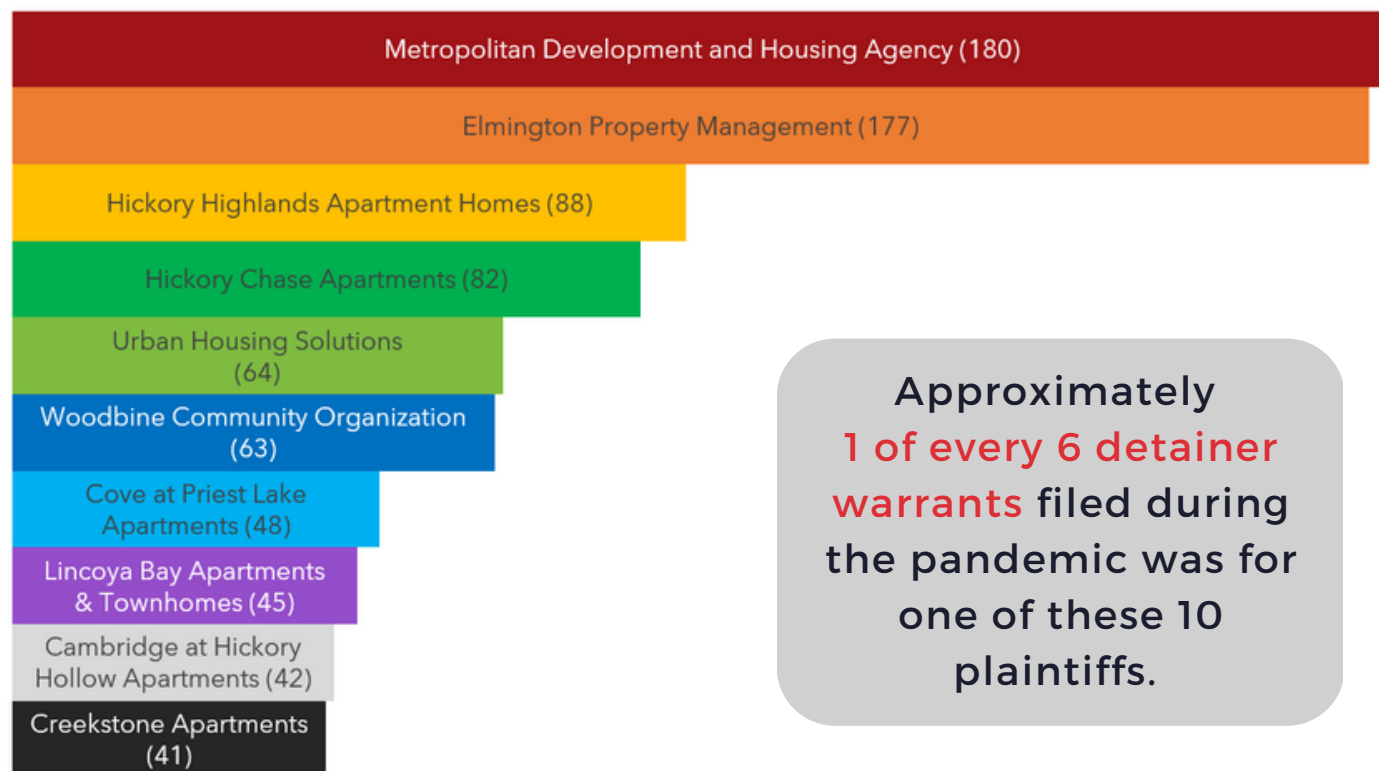 Metropolitan Development and Housing Agency (180)
Elmington Property Management (177)
Hickory Highlands Apartment Homes (88)
Hickory Chase Apartments (82)
Urban Housing Solutions
(64)
Woodbine Community Organization
(63)
Cove at Priest Lake
Apartments (48)
Lincoya Bay Apartments
& Townhomes (45)
Cambridge at Hickory
Hollow Apartments (42)
Creekstone Apartments
(41)
Approximately
1 of every 6 detainer
warrants filed during
the pandemic was for
one of these 10
plaintiffs.